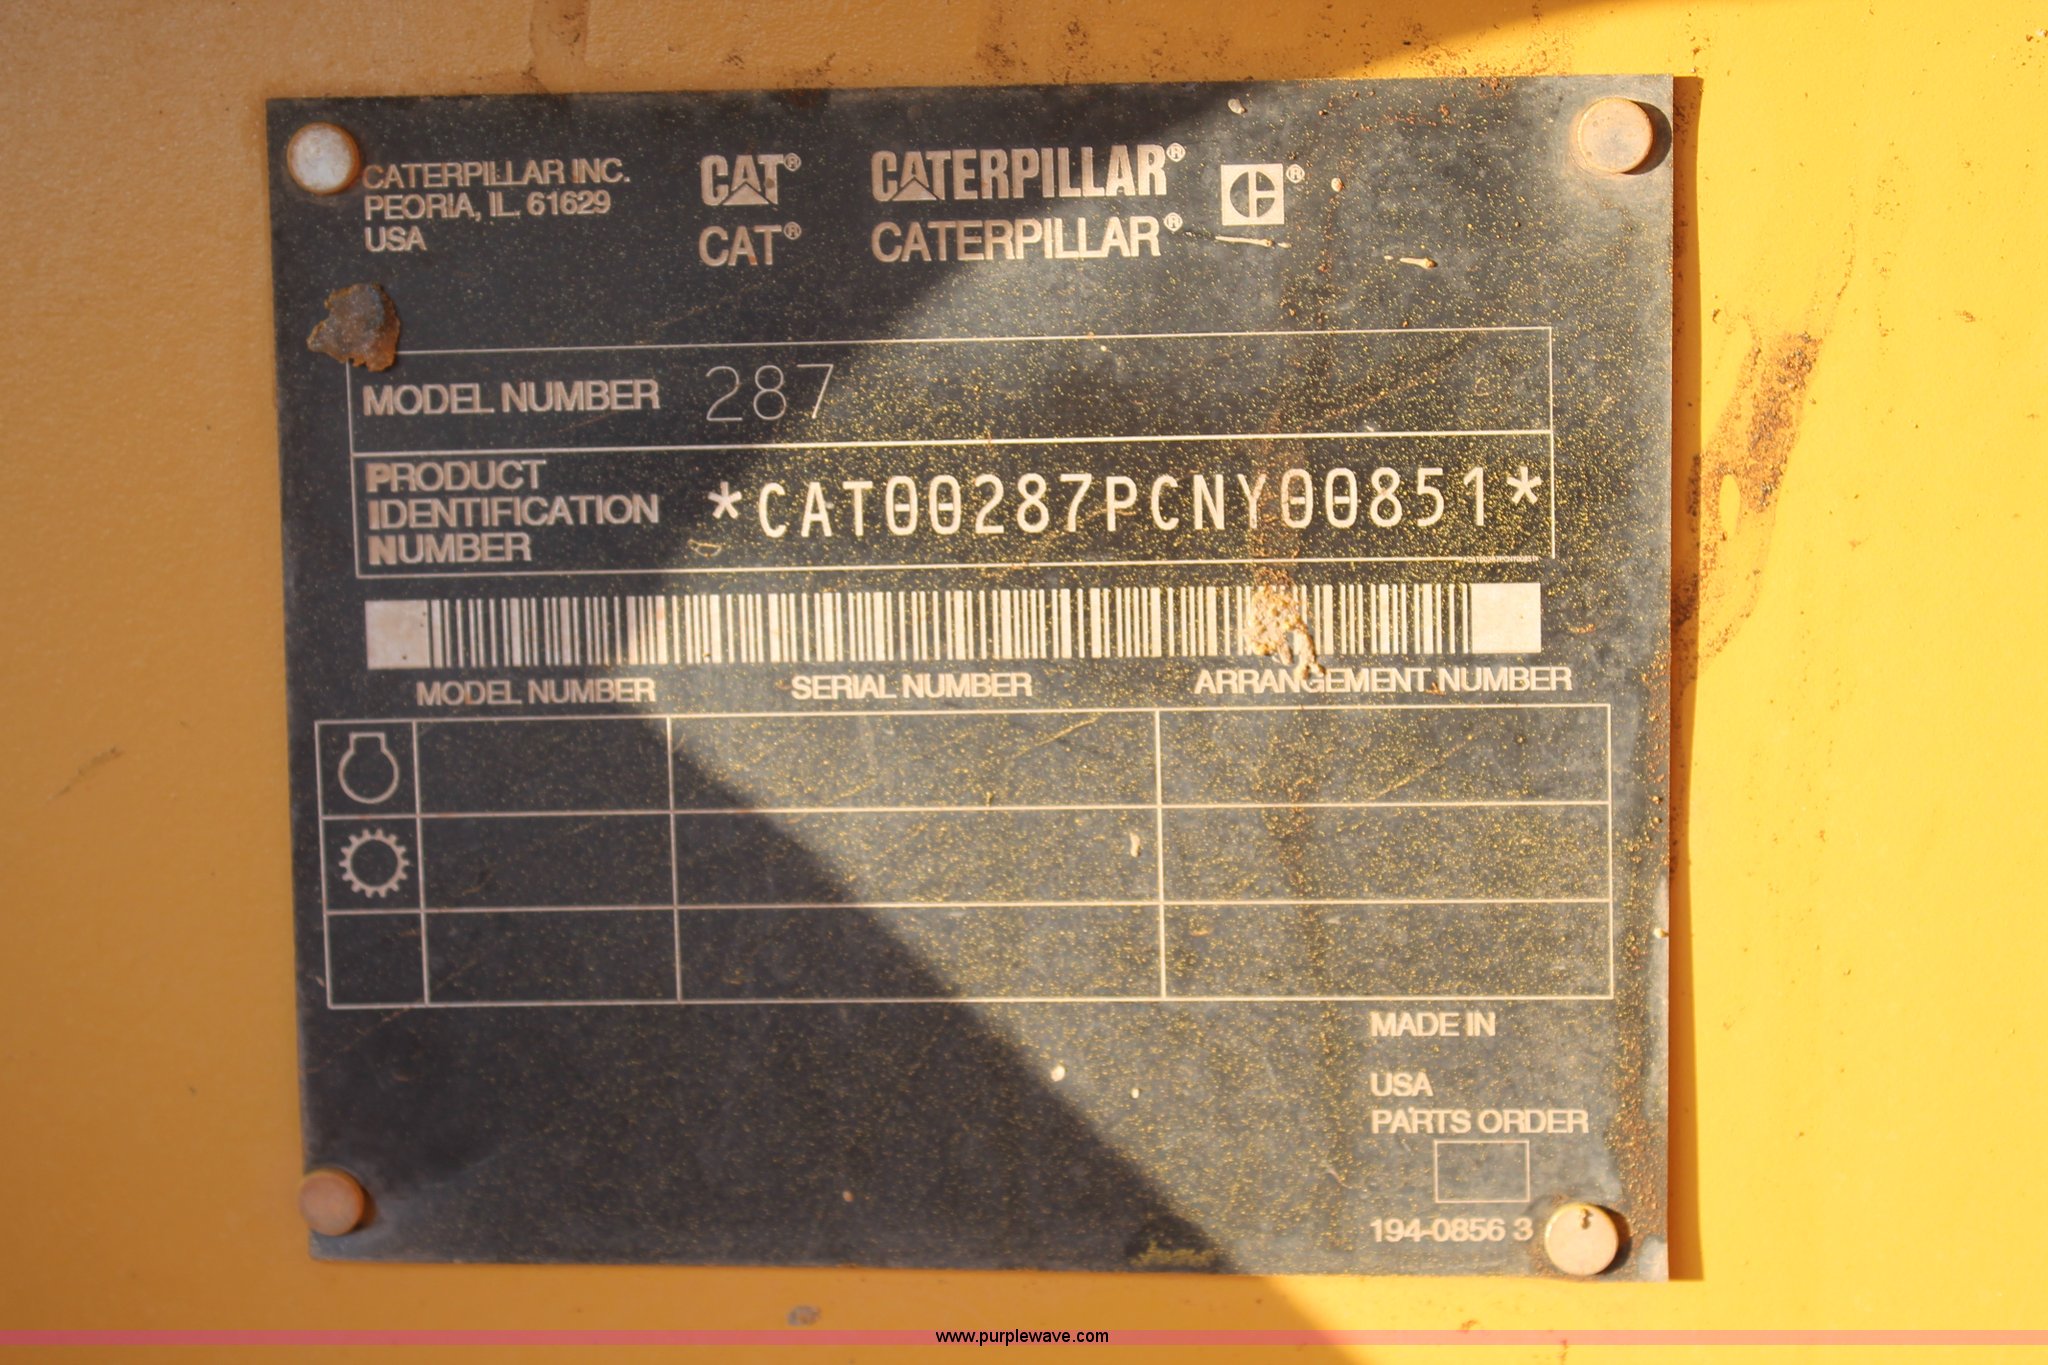 CATERPILLAR INC.
PEORIA, IL. 61629
USA
CAT® CATERPILLAR® ®
CAT® CATERPILLAR®
MODEL NUMBER 287
PRODUCT
IDENTIFICATION
NUMBER
*CAT00287PCNY00851*
MODEL NUMBER SERIAL NUMBER ARRANGEMENT NUMBER
MADE IN
USA
PARTS ORDER
194-0856 3
www.purplewave.com